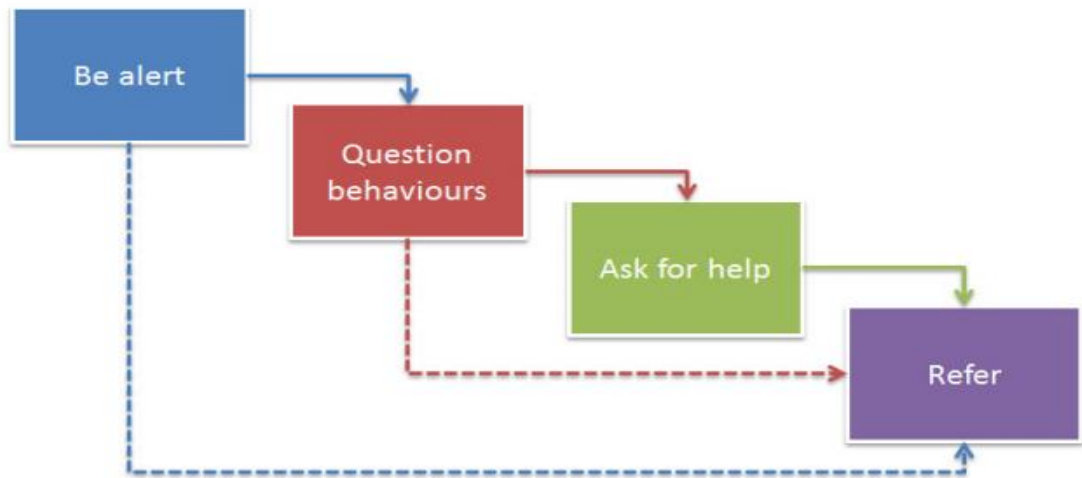 Be alert
Question
behaviours
Ask for help
Refer